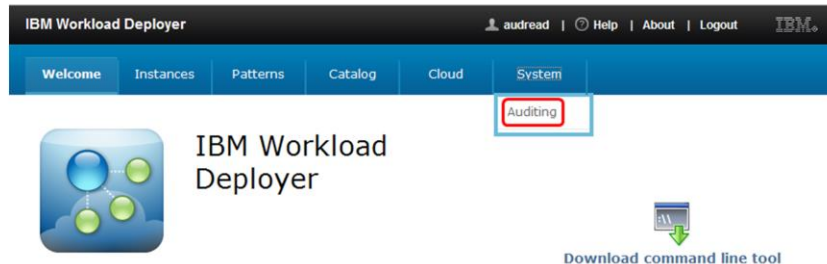 IBM Workload Deployer
audread | Help | About | Logout
IBM
Welcome Instances Patterns Catalog Cloud System
Auditing
IBM Workload
Deployer
:\\
Download command line tool